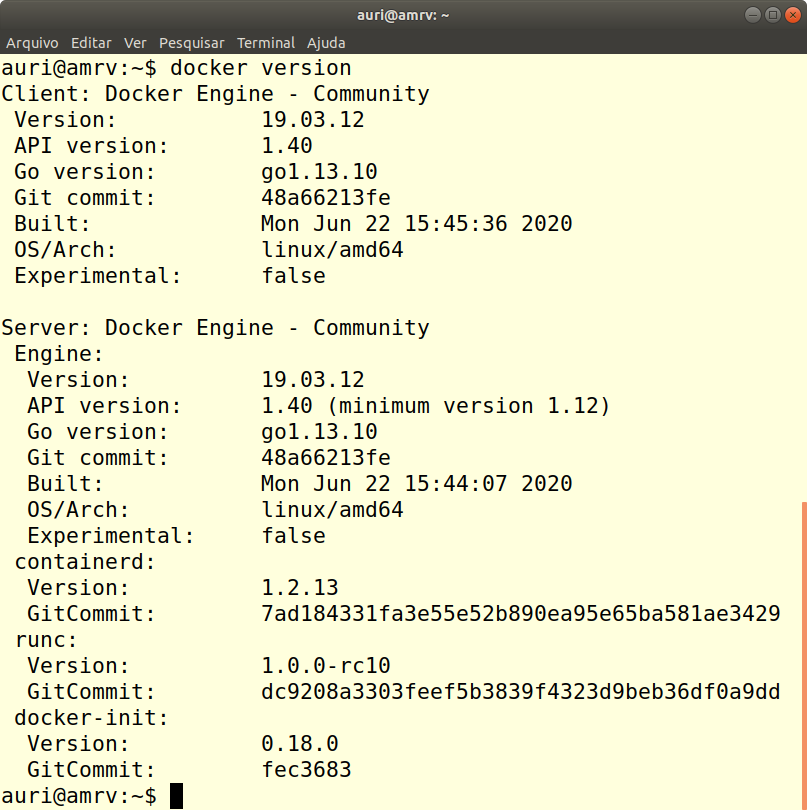 auri@amrv: ~
Arquivo Editar Ver Pesquisar Terminal Ajuda
auri@amrv:~$ docker version
Client: Docker Engine - Community
 Version:           19.03.12
 API version:       1.40
 Go version:        go1.13.10
 Git commit:        48a66213fe
 Built:             Mon Jun 22 15:45:36 2020
 OS/Arch:           linux/amd64
 Experimental:      false

Server: Docker Engine - Community
 Engine:
  Version:          19.03.12
  API version:      1.40 (minimum version 1.12)
  Go version:       go1.13.10
  Git commit:       48a66213fe
  Built:            Mon Jun 22 15:44:07 2020
  OS/Arch:          linux/amd64
  Experimental:     false
 containerd:
  Version:          1.2.13
  GitCommit:        7ad184331fa3e55e52b890ea95e65ba581ae3429
 runc:
  Version:          1.0.0-rc10
  GitCommit:        dc9208a3303feef5b3839f4323d9beb36df0a9dd
 docker-init:
  Version:          0.18.0
  GitCommit:        fec3683
auri@amrv:~$